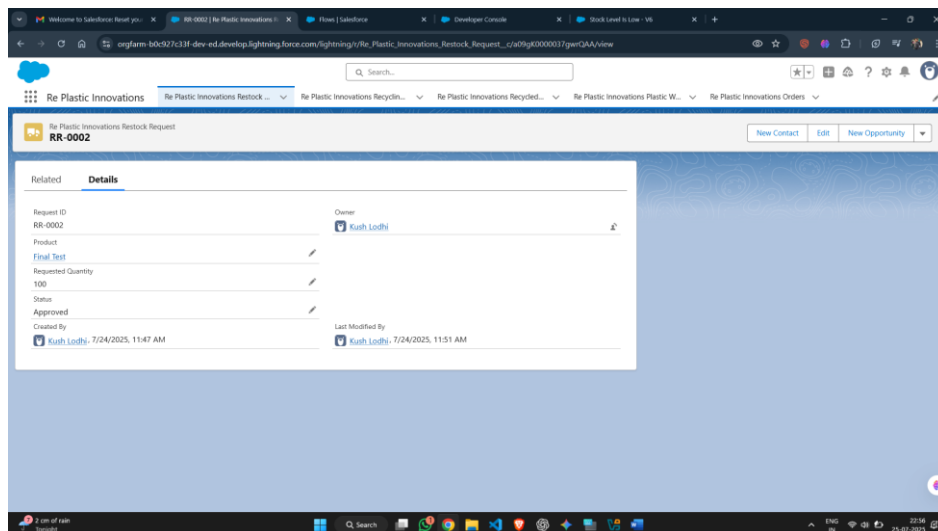 Welcome to Salesforce: Reset you
RR-0002 | Re Plastic Innovations R
Flows | Salesforce
Developer Console
Stock Level Is Low - V6
orgfarm-b0c927c33f-dev-ed.develop.lightning.force.com/lightning/r/Re_Plastic_Innovations_Restock_Request__c/a09gK0000037gwrQAA/view
Search...
Re Plastic Innovations
Re Plastic Innovations Restock ...
Re Plastic Innovations Recyclin...
Re Plastic Innovations Recycled...
Re Plastic Innovations Plastic W...
Re Plastic Innovations Orders
Re Plastic Innovations Restock Request
RR-0002
New Contact
Edit
New Opportunity
Related
Details
Request ID
RR-0002
Owner
Kush Lodhi
Product
Final Test
Requested Quantity
100
Status
Approved
Created By
Kush Lodhi, 7/24/2025, 11:47 AM
Last Modified By
Kush Lodhi, 7/24/2025, 11:51 AM
2 cm of rain
Tonight
Search
ENG
IN
22:56
25-07-2025